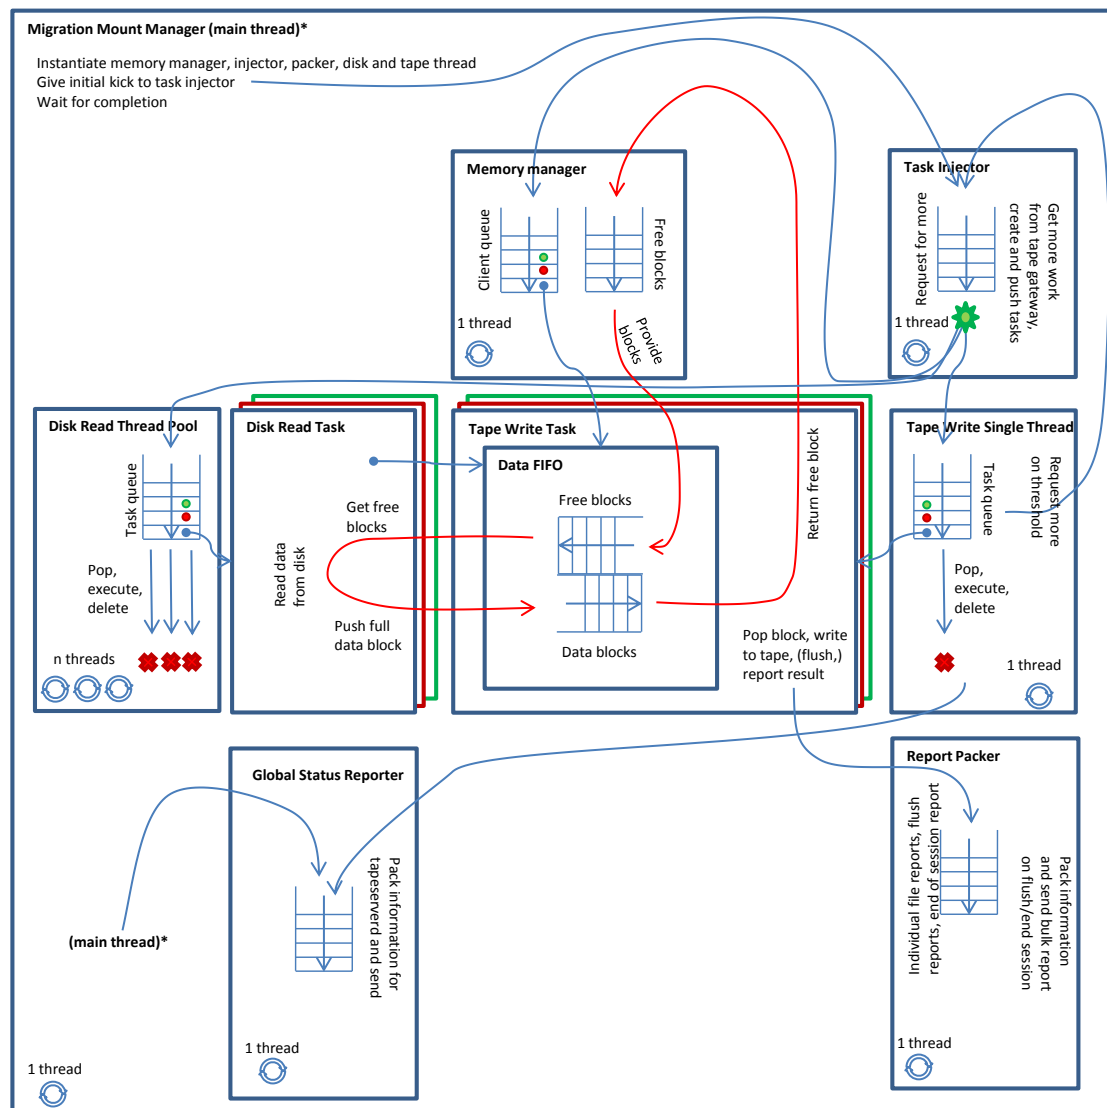 Migration Mount Manager (main thread)*
Instantiate memory manager, injector, packer, disk and tape thread
Give initial kick to task injector
Wait for completion
Memory manager
Client queue
Free blocks
1 thread
Provide
blocks
Task Injector
Request for more
Get more work
from tape gateway,
create and push tasks
1 thread
Disk Read Thread Pool
Task queue
Pop,
execute,
delete
n threads
Disk Read Task
Get free
blocks
Read data
from disk
Push full
data block
Tape Write Task
Data FIFO
Free blocks
Data blocks
Return free block
Pop block, write
to tape, (flush,)
report result
Tape Write Single Thread
Task queue
Request more
on threshold
Pop,
execute,
delete
1 thread
Global Status Reporter
Pack information for
tapeserverd and send
1 thread
(main thread)*
1 thread
Report Packer
Individual file reports, flush
reports, end of session report
Pack information
and send bulk report
on flush/end session
1 thread